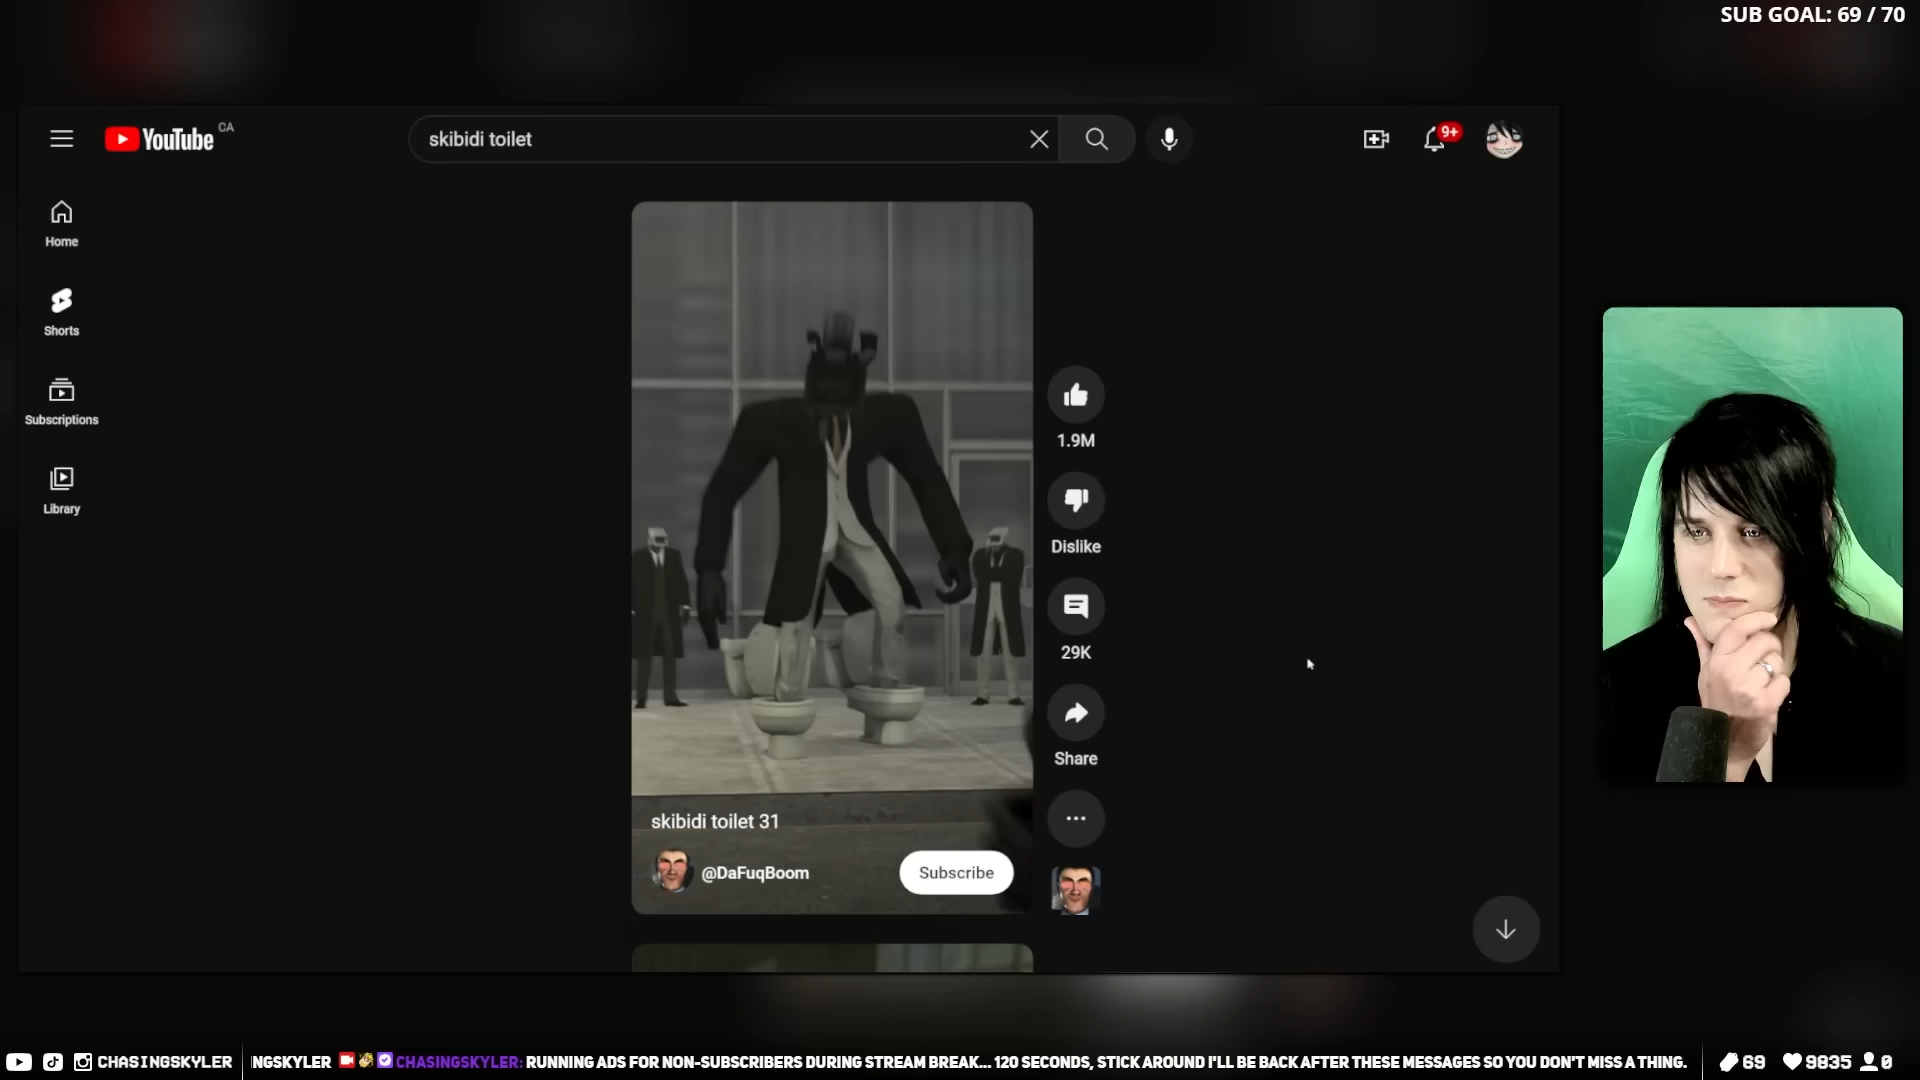 SUB GOAL: 69 / 70
YouTube CA
skibidi toilet
9+
Home
Shorts
Subscriptions
Library
1.9M
Dislike
29K
Share
skibidi toilet 31
@DaFuqBoom
Subscribe
CHASINGSKYLER
NGSKYLER CHASINGSKYLER: RUNNING ADS FOR NON-SUBSCRIBERS DURING STREAM BREAK... 120 SECONDS, STICK AROUND I'LL BE BACK AFTER THESE MESSAGES SO YOU DON'T MISS A THING.
69 9835 0